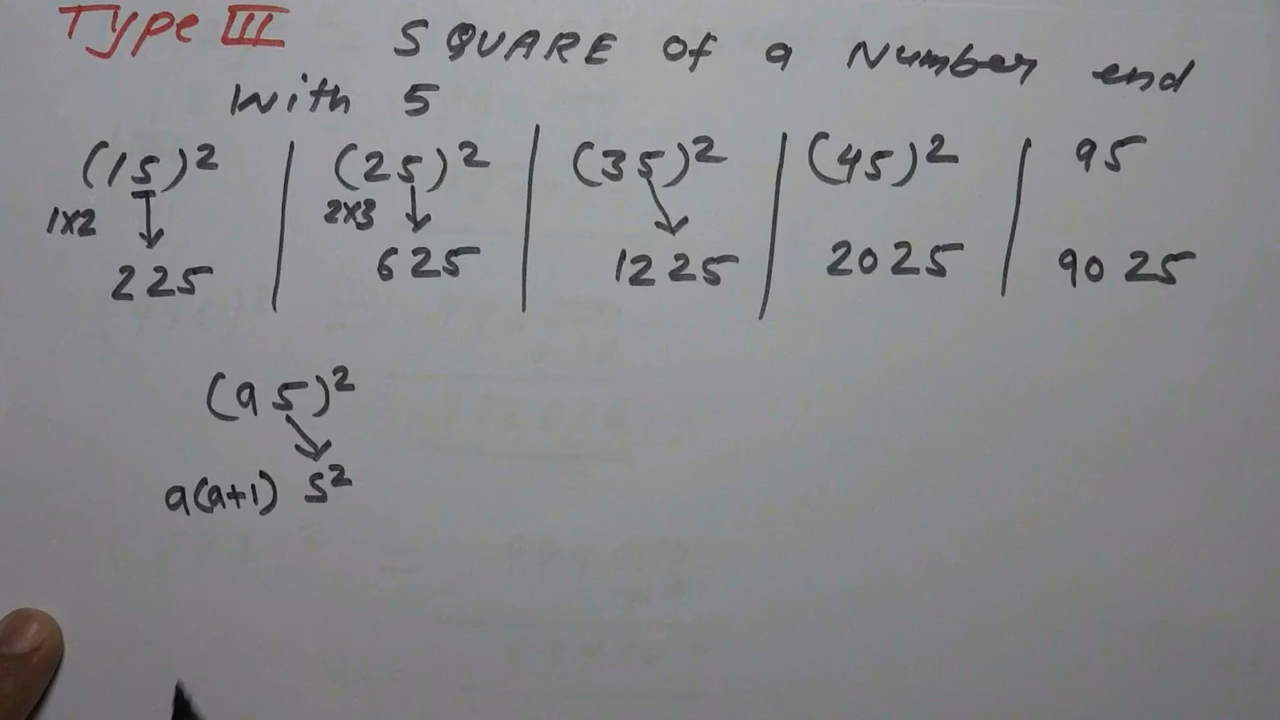 Type III SQUARE of a Number end
With 5
(15)² | (25)² | (35)² | (45)² | 95
1x2 2x3
225 625 1225 2025 9025
(a5)²
a(a+1) 5²